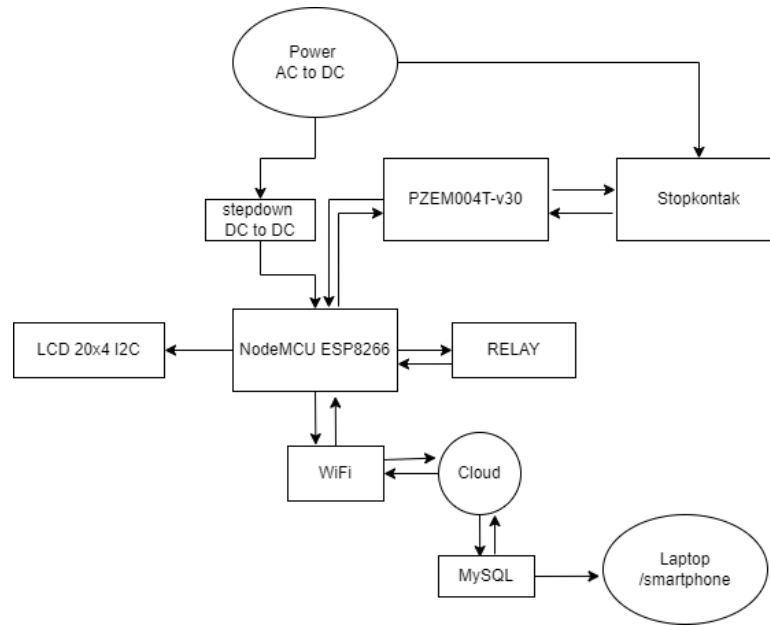 Power
AC to DC
stepdown
DC to DC
PZEM004T-v30
Stopkontak
LCD 20x4 I2C
NodeMCU ESP8266
RELAY
WiFi
Cloud
MySQL
Laptop
/smartphone